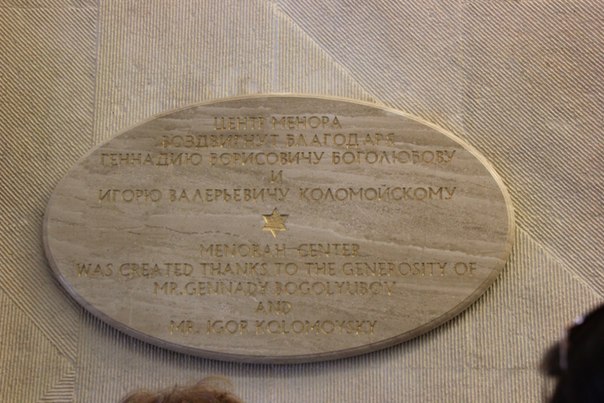 ЦЕНТР МЕНОРА
ВОЗДВИГНУТ БЛАГОДАРЯ
ГЕННАДИЮ БОРИСОВИЧУ БОГОЛЮБОВУ
И
ИГОРЮ ВАЛЕРЬЕВИЧУ КОЛОМОЙСКОМУ
MENORAH CENTER
WAS CREATED THANKS TO THE GENEROSITY OF
MR. GENNADY BOGOLYUBOV
AND
MR. IGOR KOLOMOYSKY